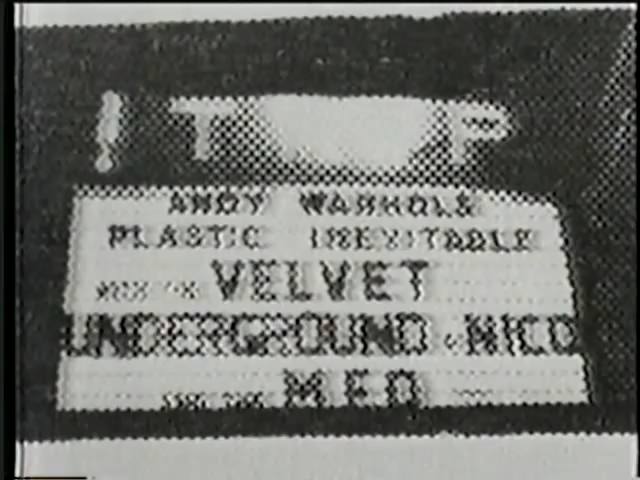 ! T P
ANDY WARHOLS
PLASTIC INEVITABLE
VELVET
UNDERGROUND & NICO